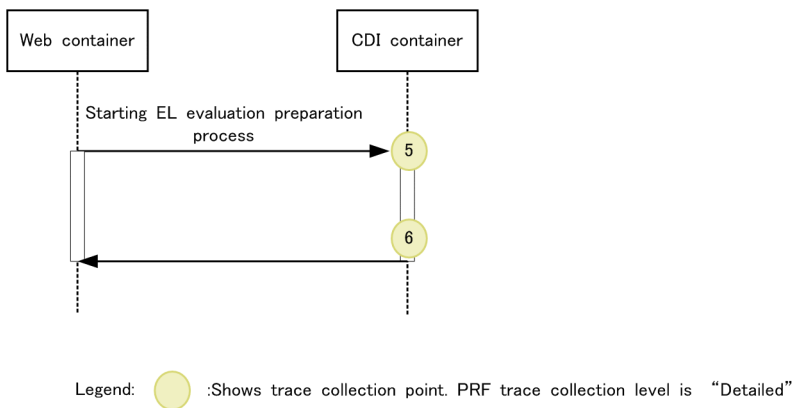 Web container
CDI container
Starting EL evaluation preparation
process
5
6
Legend: :Shows trace collection point. PRF trace collection level is “Detailed”